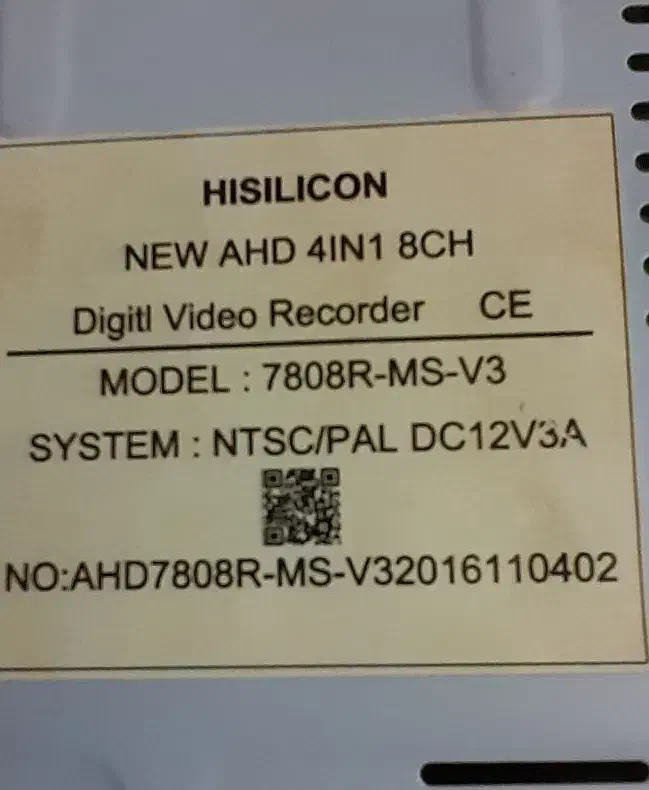 HISILICON
NEW AHD 4IN1 8CH
Digitl Video Recorder CE
MODEL : 7808R-MS-V3
SYSTEM : NTSC/PAL DC12V3A
NO:AHD7808R-MS-V32016110402